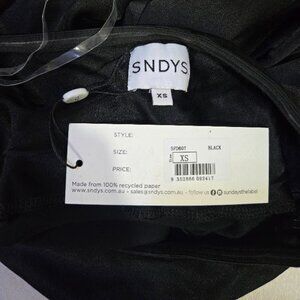 SNDYS
XS
STYLE:
SFD607 BLACK
SIZE:
XS
PRICE:
Made from 100% recycled paper
www.sndys.com.au - sales@sndys.com.au
follow us sundaysthelabel